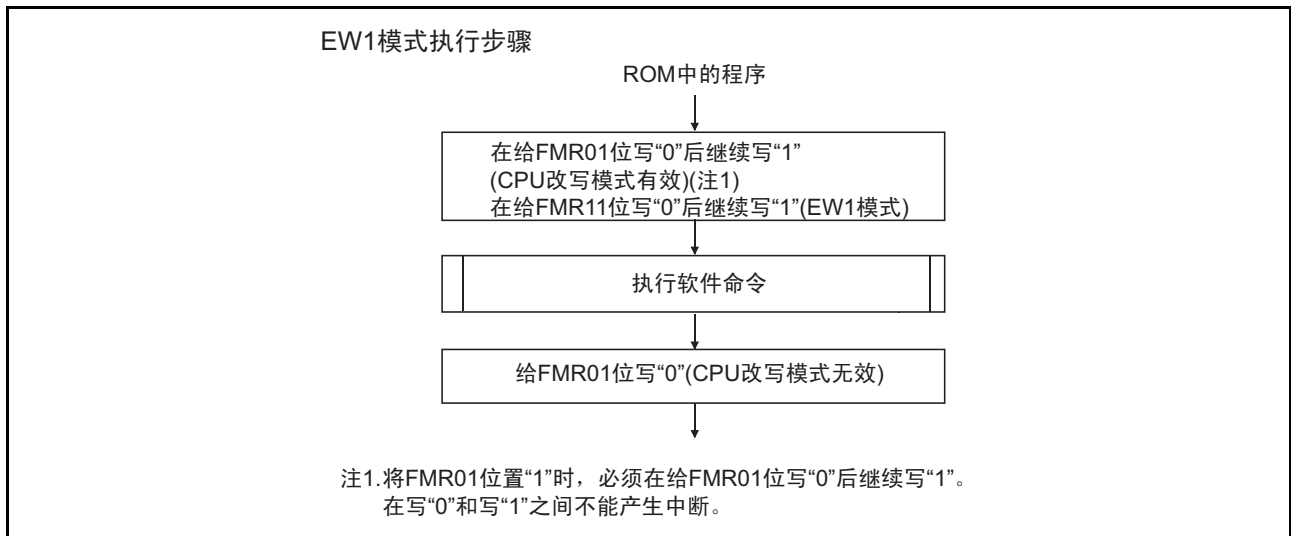 EW1模式执行步骤
ROM中的程序
在给FMR01位写“0”后继续写“1”
(CPU改写模式有效)(注1)
在给FMR11位写“0”后继续写“1”(EW1模式)
执行软件命令
给FMR01位写“0”(CPU改写模式无效)
注1.将FMR01位置“1”时，必须在给FMR01位写“0”后继续写“1”。
在写“0”和写“1”之间不能产生中断。